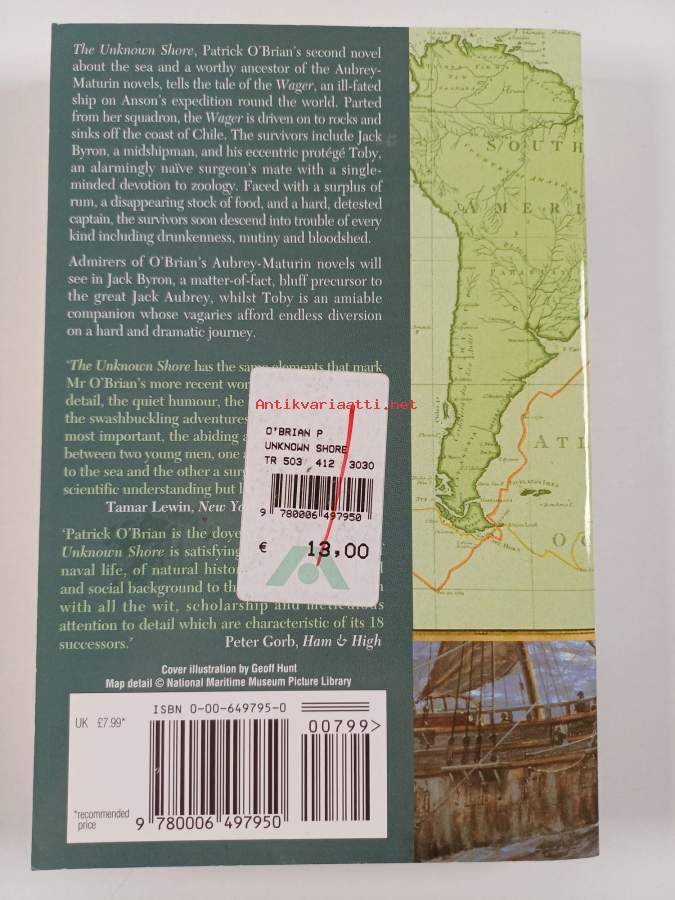 The Unknown Shore, Patrick O'Brian's second novel
about the sea and a worthy ancestor of the Aubrey-
Maturin novels, tells the tale of the Wager, an ill-fated
ship on Anson's expedition round the world. Parted
from her squadron, the Wager is driven on to rocks and
sinks off the coast of Chile. The survivors include Jack
Byron, a midshipman, and his eccentric protégé Toby,
an alarmingly naïve surgeon's mate with a single-
minded devotion to zoology. Faced with a surplus of
rum, a disappearing stock of food, and a hard, detested
captain, the survivors soon descend into trouble of every
kind including drunkenness, mutiny and bloodshed.
Admirers of O'Brian's Aubrey-Maturin novels will
see in Jack Byron, a matter-of-fact, bluff precursor to
the great Jack Aubrey, whilst Toby is an amiable
companion whose vagaries afford endless diversion
on a hard and dramatic journey.
'The Unknown Shore has the same elements that mark
Mr O'Brian's more recent
detail, the quiet humour, the
the swashbuckling adventures
most important, the abiding
between two young men, one
to the sea and the other a
scientific understanding but
Tamar Lewin, New
'Patrick O'Brian is the
Unknown Shore is satisfying
naval life, of natural
and social background to
with all the wit, scholarship and meticulous
attention to detail which are characteristic of its 18
successors.'
Peter Gorb, Ham & High
Antikvariaatti.net
O'BRIAN P
UNKNOWN SHORE
TR 503 412 3030
9 780006 497950
€ 13,00
Cover illustration by Geoff Hunt
Map detail © National Maritime Museum Picture Library
ISBN 0-00-649795-0
UK £7.99*
00799>
*recommended
price
9 780006 497950
SOUTH
AMERI
ATL
OC